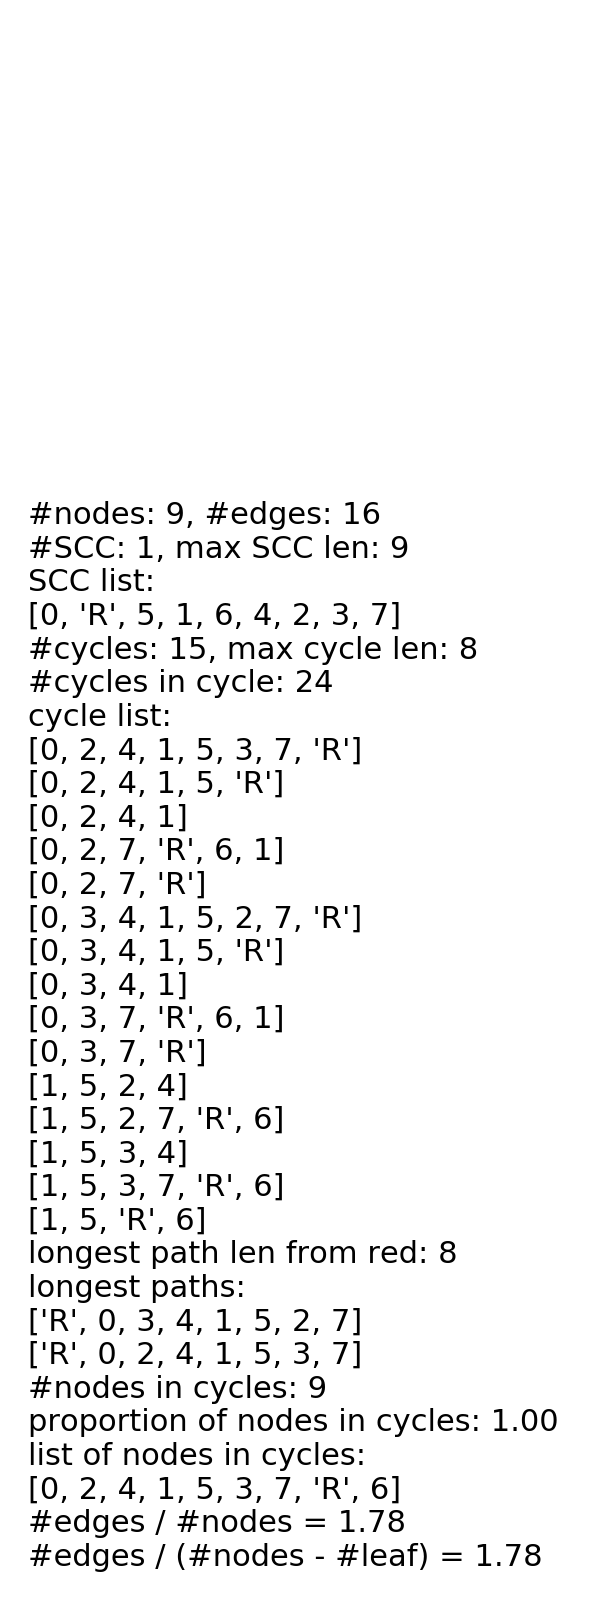 #nodes: 9, #edges: 16
#SCC: 1, max SCC len: 9
SCC list:
[0, 'R', 5, 1, 6, 4, 2, 3, 7]
#cycles: 15, max cycle len: 8
#cycles in cycle: 24
cycle list:
[0, 2, 4, 1, 5, 3, 7, 'R']
[0, 2, 4, 1, 5, 'R']
[0, 2, 4, 1]
[0, 2, 7, 'R', 6, 1]
[0, 2, 7, 'R']
[0, 3, 4, 1, 5, 2, 7, 'R']
[0, 3, 4, 1, 5, 'R']
[0, 3, 4, 1]
[0, 3, 7, 'R', 6, 1]
[0, 3, 7, 'R']
[1, 5, 2, 4]
[1, 5, 2, 7, 'R', 6]
[1, 5, 3, 4]
[1, 5, 3, 7, 'R', 6]
[1, 5, 'R', 6]
longest path len from red: 8
longest paths:
['R', 0, 3, 4, 1, 5, 2, 7]
['R', 0, 2, 4, 1, 5, 3, 7]
#nodes in cycles: 9
proportion of nodes in cycles: 1.00
list of nodes in cycles:
[0, 2, 4, 1, 5, 3, 7, 'R', 6]
#edges / #nodes = 1.78
#edges / (#nodes - #leaf) = 1.78